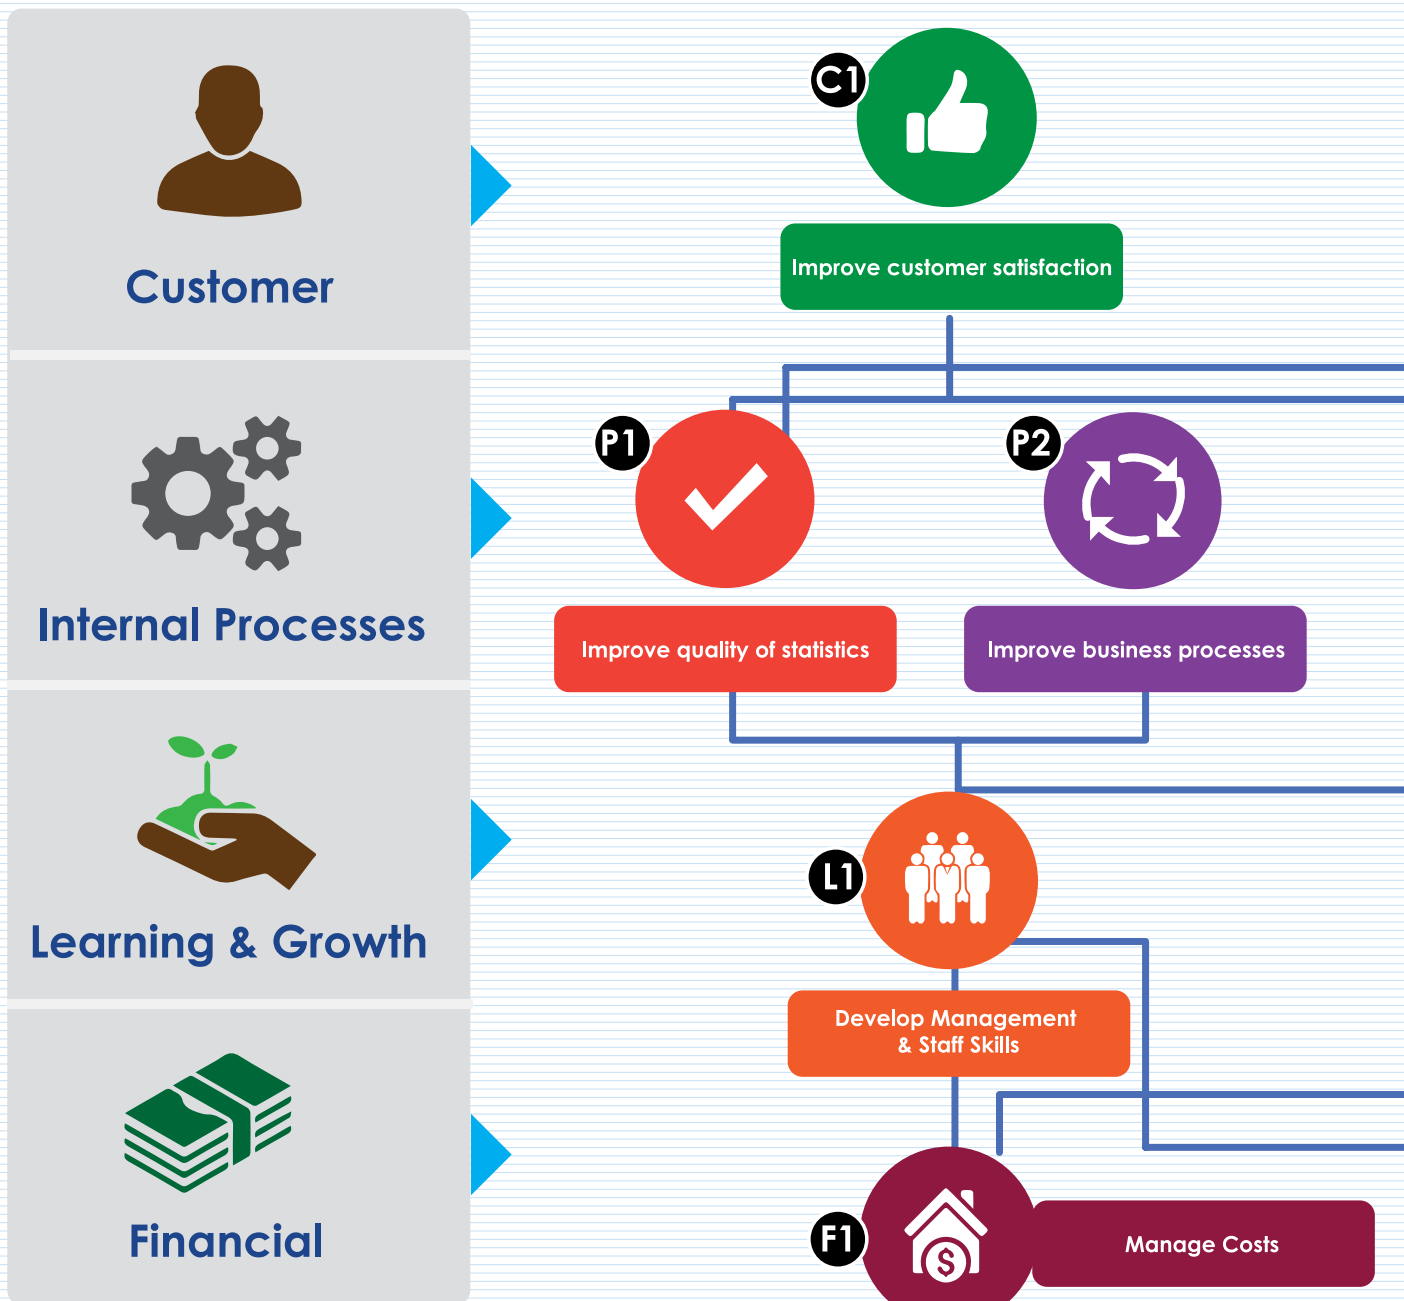 Customer
C1
Improve customer satisfaction
Internal Processes
P1
P2
Improve quality of statistics
Improve business processes
Learning & Growth
L1
Develop Management
& Staff Skills
Financial
F1
$
Manage Costs